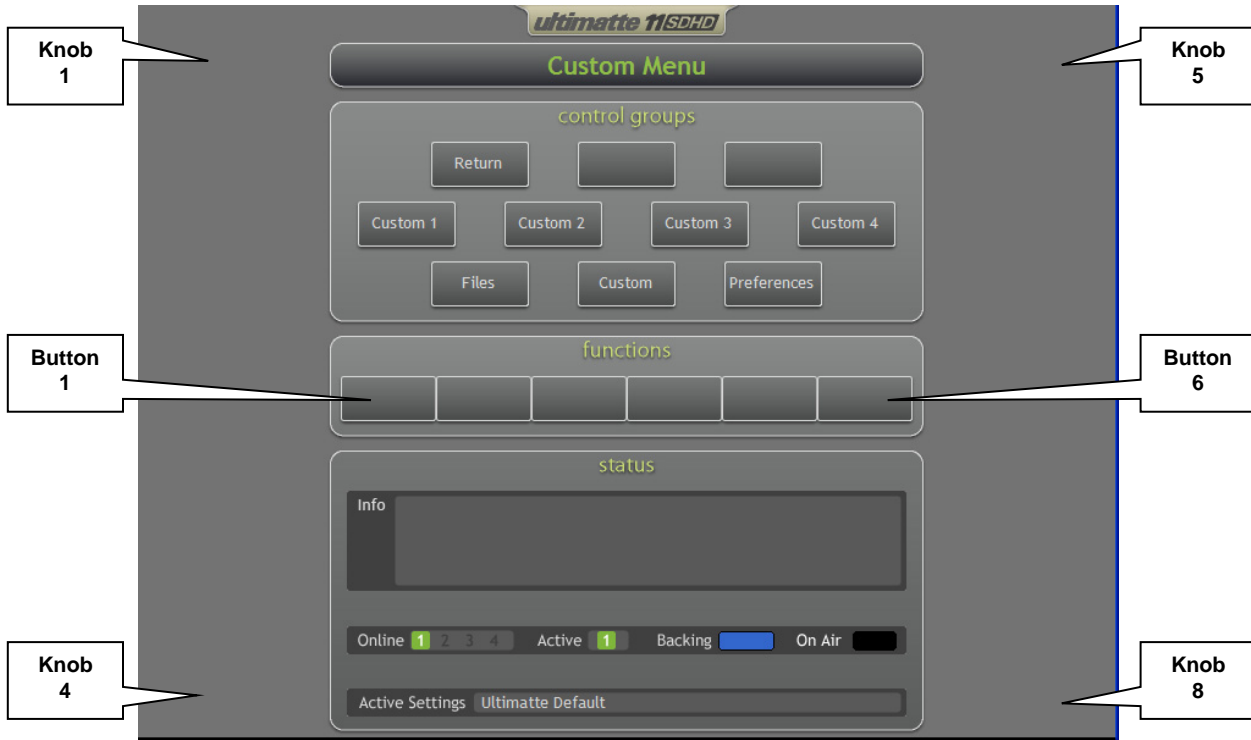 ultimatte 11 SDHD
Knob
1
Knob
5
Custom Menu
control groups
Return
Custom 1 Custom 2 Custom 3 Custom 4
Files Custom Preferences
Button
1
Button
6
functions
status
Info
Online 1 2 3 4 Active 1 Backing On Air
Knob
4
Knob
8
Active Settings Ultimatte Default